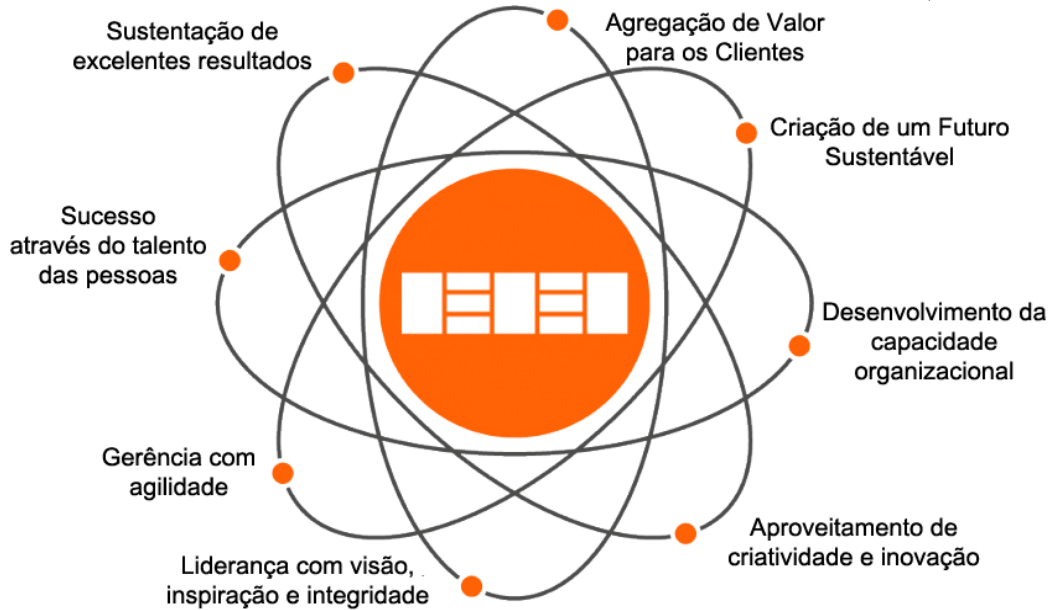 Agregação de Valor
para os Clientes
Criação de um Futuro
Sustentável
Desenvolvimento da
capacidade
organizacional
Aproveitamento de
criatividade e inovação
Liderança com visão,
inspiração e integridade
Gerência com
agilidade
Sucesso
através do talento
das pessoas
Sustentação de
excelentes resultados